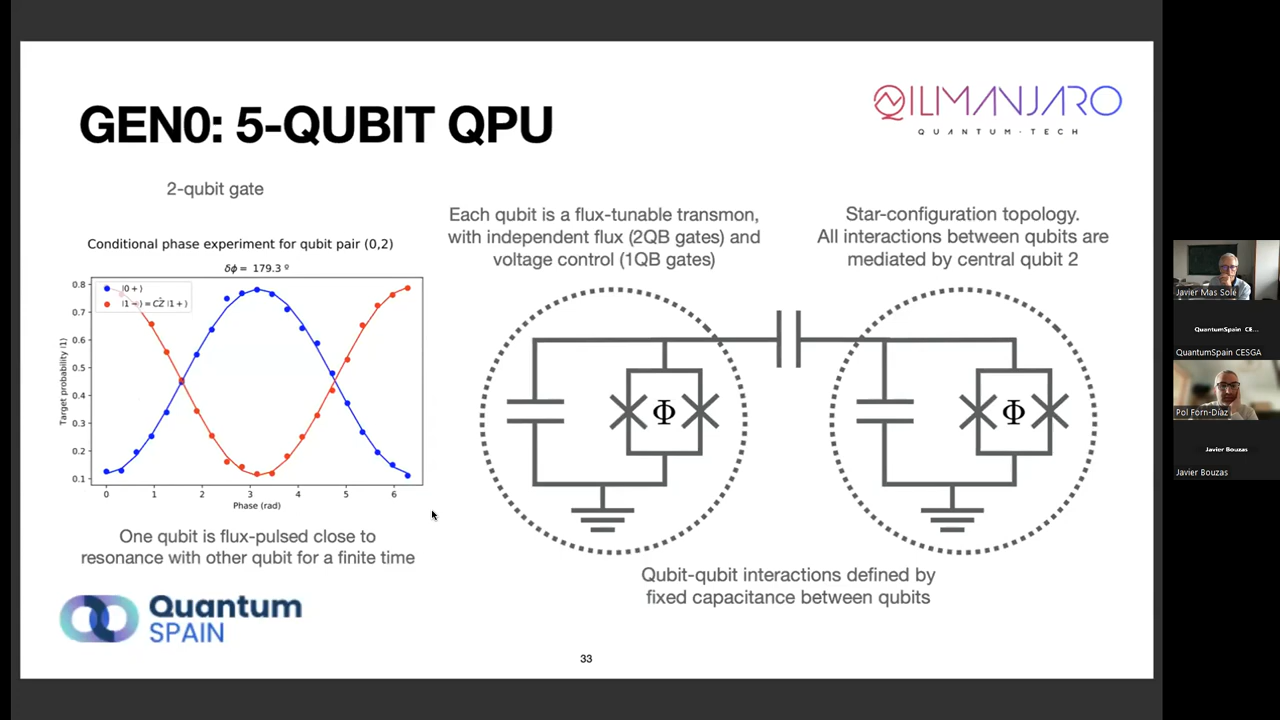 GEN0: 5-QUBIT QPU
QILIMANJARO
QUANTUM·TECH
2-qubit gate
Conditional phase experiment for qubit pair (0,2)
δϕ = 179.3 º
|0+⟩
|1−⟩ = CZ |1+⟩
0.8
0.7
0.6
0.5
0.4
0.3
0.2
0.1
Target probability |1⟩
0 1 2 3 4 5 6
Phase (rad)
One qubit is flux-pulsed close to
resonance with other qubit for a finite time
Each qubit is a flux-tunable transmon,
with independent flux (2QB gates) and
voltage control (1QB gates)
Star-configuration topology.
All interactions between qubits are
mediated by central qubit 2
Φ
Φ
Qubit-qubit interactions defined by
fixed capacitance between qubits
Quantum
SPAIN
33
Javier Mas Solé
QuantumSpain CE...
QuantumSpain CESGA
Pol Forn-Díaz
Javier Bouzas
Javier Bouzas